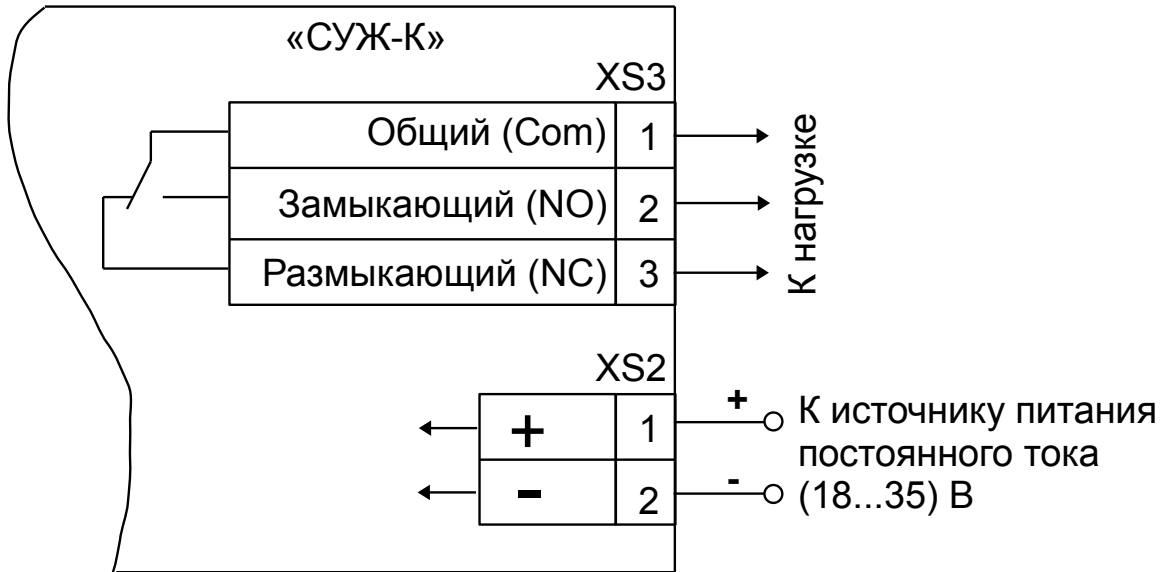 «СУЖ-К»
XS3
Общий (Com) 1
Замыкающий (NO) 2
Размыкающий (NC) 3
К нагрузке
XS2
+ 1 +
- 2 -
К источнику питания
постоянного тока
(18...35) В